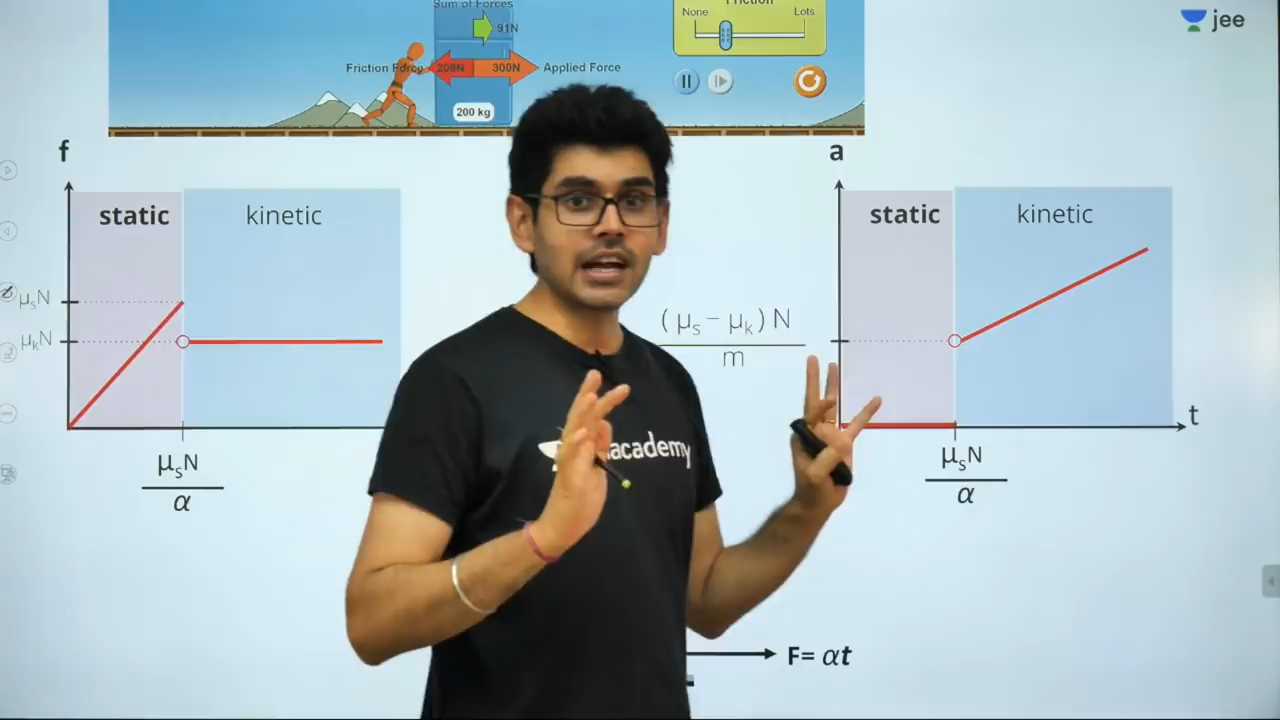 Sum of Forces
91N
Friction Force
208N
300N
Applied Force
200 kg
Friction
None
Lots
jee
f
static
kinetic
μsN
μkN
μsN
α
(μs − μk) N
m
a
static
kinetic
t
μsN
α
academy
F= αt